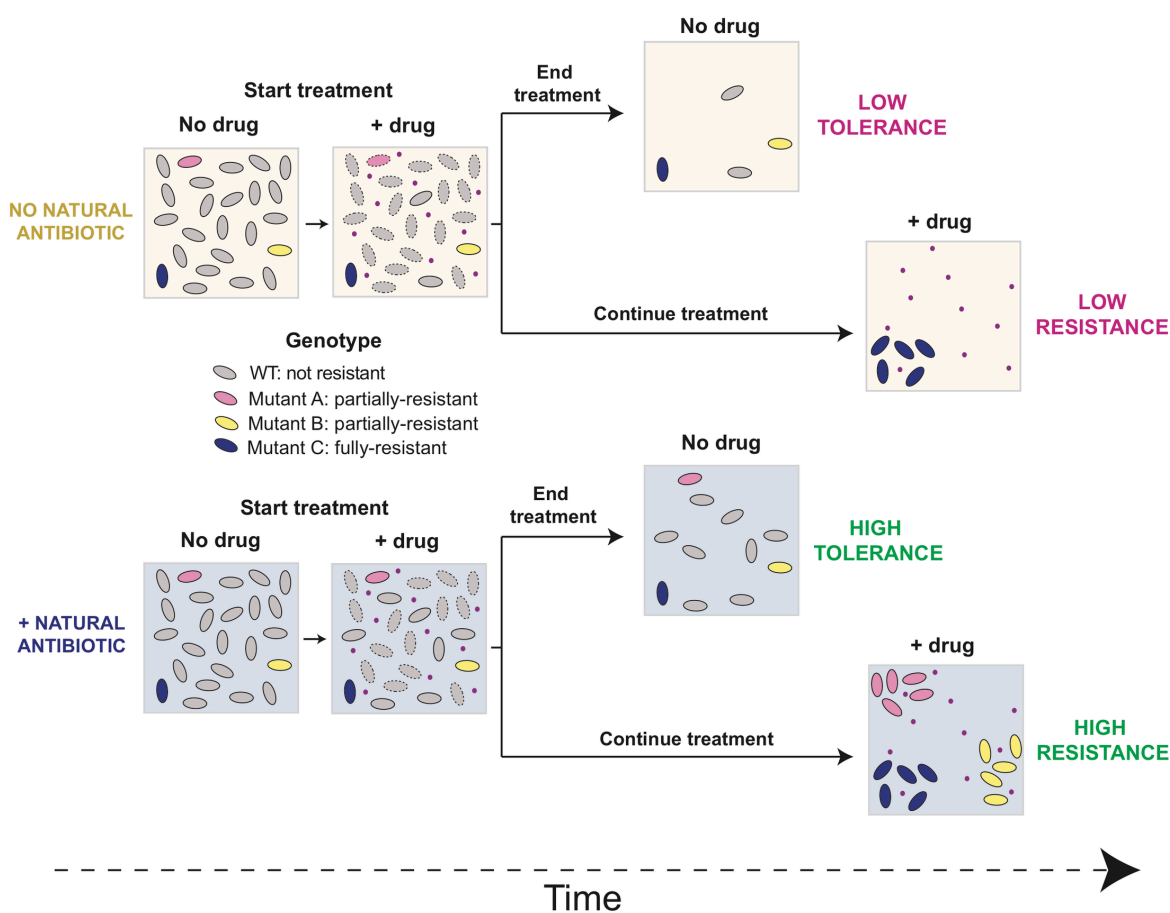 No drug
End
treatment
LOW
TOLERANCE
Start treatment
No drug
+ drug
NO NATURAL
ANTIBIOTIC
+ drug
Continue treatment
LOW
RESISTANCE
Genotype
WT: not resistant
Mutant A: partially-resistant
Mutant B: partially-resistant
Mutant C: fully-resistant
No drug
End
treatment
HIGH
TOLERANCE
Start treatment
No drug
+ drug
+ NATURAL
ANTIBIOTIC
+ drug
Continue treatment
HIGH
RESISTANCE
Time